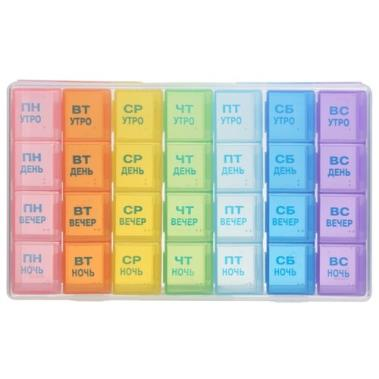 ПН ВТ СР ЧТ ПТ СБ ВС
УТРО УТРО УТРО УТРО УТРО УТРО УТРО
ПН ВТ СР ЧТ ПТ СБ ВС
ДЕНЬ ДЕНЬ ДЕНЬ ДЕНЬ ДЕНЬ ДЕНЬ ДЕНЬ
ПН ВТ СР ЧТ ПТ СБ ВС
ВЕЧЕР ВЕЧЕР ВЕЧЕР ВЕЧЕР ВЕЧЕР ВЕЧЕР ВЕЧЕР
ПН ВТ СР ЧТ ПТ СБ ВС
НОЧЬ НОЧЬ НОЧЬ НОЧЬ НОЧЬ НОЧЬ НОЧЬ